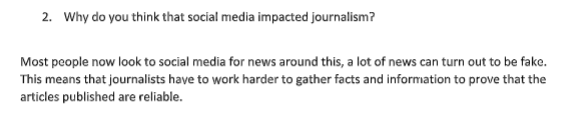 2. Why do you think that social media impacted journalism?
Most people now look to social media for news around this, a lot of news can turn out to be fake.
This means that journalists have to work harder to gather facts and information to prove that the
articles published are reliable.